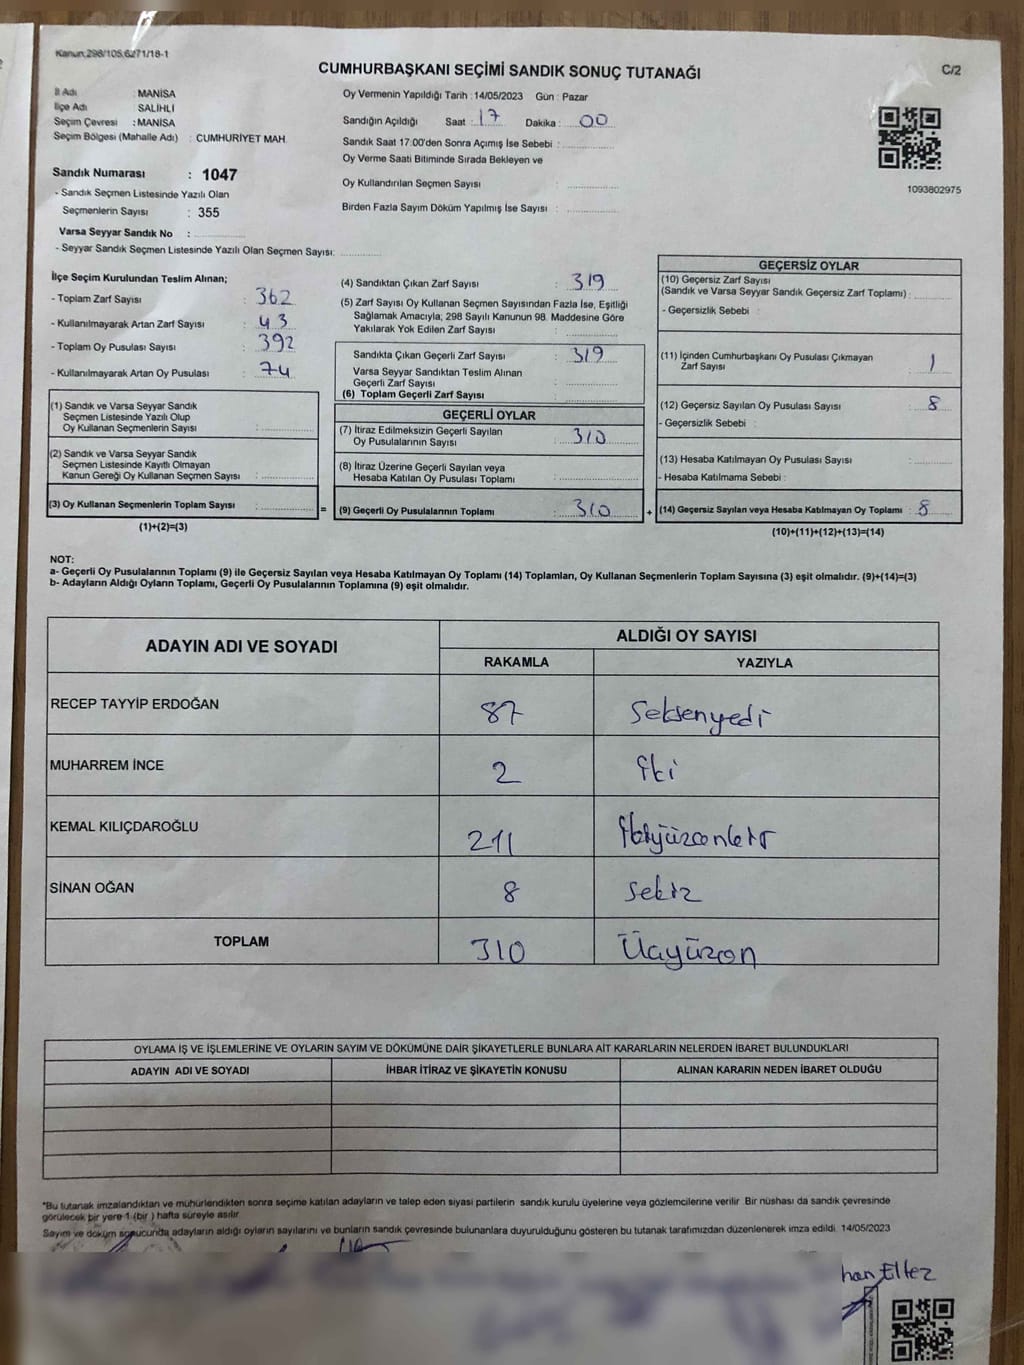 Kanun:298/105,6271/18-1
CUMHURBAŞKANI SEÇİMİ SANDIK SONUÇ TUTANAĞI
C/2
İl Adı : MANİSA
İlçe Adı SALİHLİ
Seçim Çevresi : MANİSA
Seçim Bölgesi (Mahalle Adı) : CUMHURİYET MAH.
Sandık Numarası : 1047
- Sandık Seçmen Listesinde Yazılı Olan
Seçmenlerin Sayısı : 355
Varsa Seyyar Sandık No :
- Seyyar Sandık Seçmen Listesinde Yazılı Olan Seçmen Sayısı:
Oy Vermenin Yapıldığı Tarih : 14/05/2023 Gün : Pazar
Sandığın Açıldığı Saat : 17 Dakika : 00
Sandık Saat 17:00'den Sonra Açımış İse Sebebi :
Oy Verme Saati Bitiminde Sırada Bekleyen ve
Oy Kullandırılan Seçmen Sayısı :
Birden Fazla Sayım Döküm Yapılmış İse Sayısı :
1093802975
İlçe Seçim Kurulundan Teslim Alınan;
- Toplam Zarf Sayısı : 362
- Kullanılmayarak Artan Zarf Sayısı : 43
- Toplam Oy Pusulası Sayısı : 392
- Kullanılmayarak Artan Oy Pusulası : 74
(1) Sandık ve Varsa Seyyar Sandık
Seçmen Listesinde Yazılı Olup
Oy Kullanan Seçmenlerin Sayısı :
(2) Sandık ve Varsa Seyyar Sandık
Seçmen Listesinde Kayıtlı Olmayan
Kanun Gereği Oy Kullanan Seçmen Sayısı :
(3) Oy Kullanan Seçmenlerin Toplam Sayısı : =
(1)+(2)=(3)
(4) Sandıktan Çıkan Zarf Sayısı : 319
(5) Zarf Sayısı Oy Kullanan Seçmen Sayısından Fazla İse, Eşitliği
Sağlamak Amacıyla; 298 Sayılı Kanunun 98. Maddesine Göre
Yakılarak Yok Edilen Zarf Sayısı :
Sandıkta Çıkan Geçerli Zarf Sayısı : 319
Varsa Seyyar Sandıktan Teslim Alınan
Geçerli Zarf Sayısı :
(6) Toplam Geçerli Zarf Sayısı :
GEÇERLİ OYLAR
(7) İtiraz Edilmeksizin Geçerli Sayılan
Oy Pusulalarının Sayısı : 310
(8) İtiraz Üzerine Geçerli Sayılan veya
Hesaba Katılan Oy Pusulası Toplamı :
(9) Geçerli Oy Pusulalarının Toplamı : 310 +
GEÇERSİZ OYLAR
(10) Geçersiz Zarf Sayısı
(Sandık ve Varsa Seyyar Sandık Geçersiz Zarf Toplamı) :
- Geçersizlik Sebebi :
(11) İçinden Cumhurbaşkanı Oy Pusulası Çıkmayan
Zarf Sayısı : 1
(12) Geçersiz Sayılan Oy Pusulası Sayısı : 8
- Geçersizlik Sebebi :
(13) Hesaba Katılmayan Oy Pusulası Sayısı :
- Hesaba Katılmama Sebebi :
(14) Geçersiz Sayılan veya Hesaba Katılmayan Oy Toplamı : 8
(10)+(11)+(12)+(13)=(14)
NOT:
a- Geçerli Oy Pusulalarının Toplamı (9) ile Geçersiz Sayılan veya Hesaba Katılmayan Oy Toplamı (14) Toplamları, Oy Kullanan Seçmenlerin Toplam Sayısına (3) eşit olmalıdır. (9)+(14)=(3)
b- Adayların Aldığı Oyların Toplamı, Geçerli Oy Pusulalarının Toplamına (9) eşit olmalıdır.
ADAYIN ADI VE SOYADI ALDIĞI OY SAYISI
RAKAMLA YAZIYLA
RECEP TAYYİP ERDOĞAN 87 Seksenyedi
MUHARREM İNCE 2 İki
KEMAL KILIÇDAROĞLU 211 İkiyüzonbir
SİNAN OĞAN 8 Sekiz
TOPLAM 310 Üçyüzon
OYLAMA İŞ VE İŞLEMLERİNE VE OYLARIN SAYIM VE DÖKÜMÜNE DAİR ŞİKAYETLERLE BUNLARA AİT KARARLARIN NELERDEN İBARET BULUNDUKLARI
ADAYIN ADI VE SOYADI İHBAR İTİRAZ VE ŞİKAYETİN KONUSU ALINAN KARARIN NEDEN İBARET OLDUĞU
*Bu tutanak imzalandıktan ve mühürlendikten sonra seçime katılan adayların ve talep eden siyasi partilerin sandık kurulu üyelerine veya gözlemcilerine verilir. Bir nüshası da sandık çevresinde
görülecek bir yere 1 (bir ) hafta süreyle asılır.
Sayım ve döküm sonucunda adayların aldığı oyların sayılarını ve bunların sandık çevresinde bulunanlara duyurulduğunu gösteren bu tutanak tarafımızdan düzenlenerek imza edildi. 14/05/2023